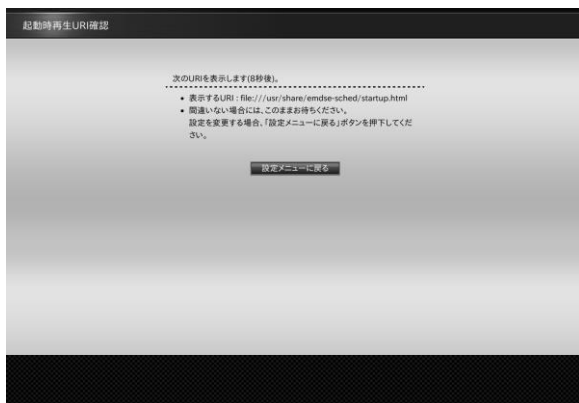 起動時再生URI確認
次のURIを表示します(8秒後)。
• 表示するURI : file:///usr/share/emdse-sched/startup.html
• 間違いない場合には、このままお待ちください。
設定を変更する場合、「設定メニューに戻る」ボタンを押下してくだ
さい。
設定メニューに戻る